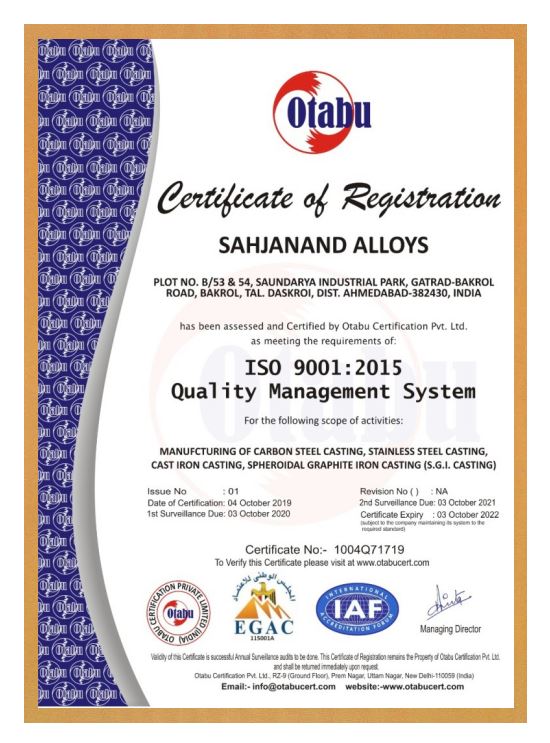 Otabu
Certificate of Registration
SAHJANAND ALLOYS
PLOT NO. B/53 & 54, SAUNDARYA INDUSTRIAL PARK, GATRAD-BAKROL
ROAD, BAKROL, TAL. DASKROI, DIST. AHMEDABAD-382430, INDIA
has been assessed and Certified by Otabu Certification Pvt. Ltd.
as meeting the requirements of:
ISO 9001:2015
Quality Management System
For the following scope of activities:
MANUFCTURING OF CARBON STEEL CASTING, STAINLESS STEEL CASTING,
CAST IRON CASTING, SPHEROIDAL GRAPHITE IRON CASTING (S.G.I. CASTING)
Issue No : 01
Date of Certification: 04 October 2019
1st Surveillance Due: 03 October 2020
Revision No ( ) : NA
2nd Surveillance Due: 03 October 2021
Certificate Expiry : 03 October 2022
(subject to the company maintaining its system to the
required standard)
Certificate No:- 1004Q71719
To Verify this Certificate please visit at www.otabucert.com
OTABU CERTIFICATION PRIVATE LIMITED (INDIA)
Otabu
المجلس الوطني للاعتماد
EGAC
115001A
INTERNATIONAL
IAF
ACCREDITATION FORUM
Managing Director
Validity of this Certificate is successful Annual Surveillance audits to be done. This Certificate of Registration remains the Property of Otabu Certification Pvt. Ltd.
and shall be returned immediately upon request.
Otabu Certification Pvt. Ltd., RZ-9 (Ground Floor), Prem Nagar, Uttam Nagar, New Delhi-110059 (India)
Email:- info@otabucert.com website:-www.otabucert.com